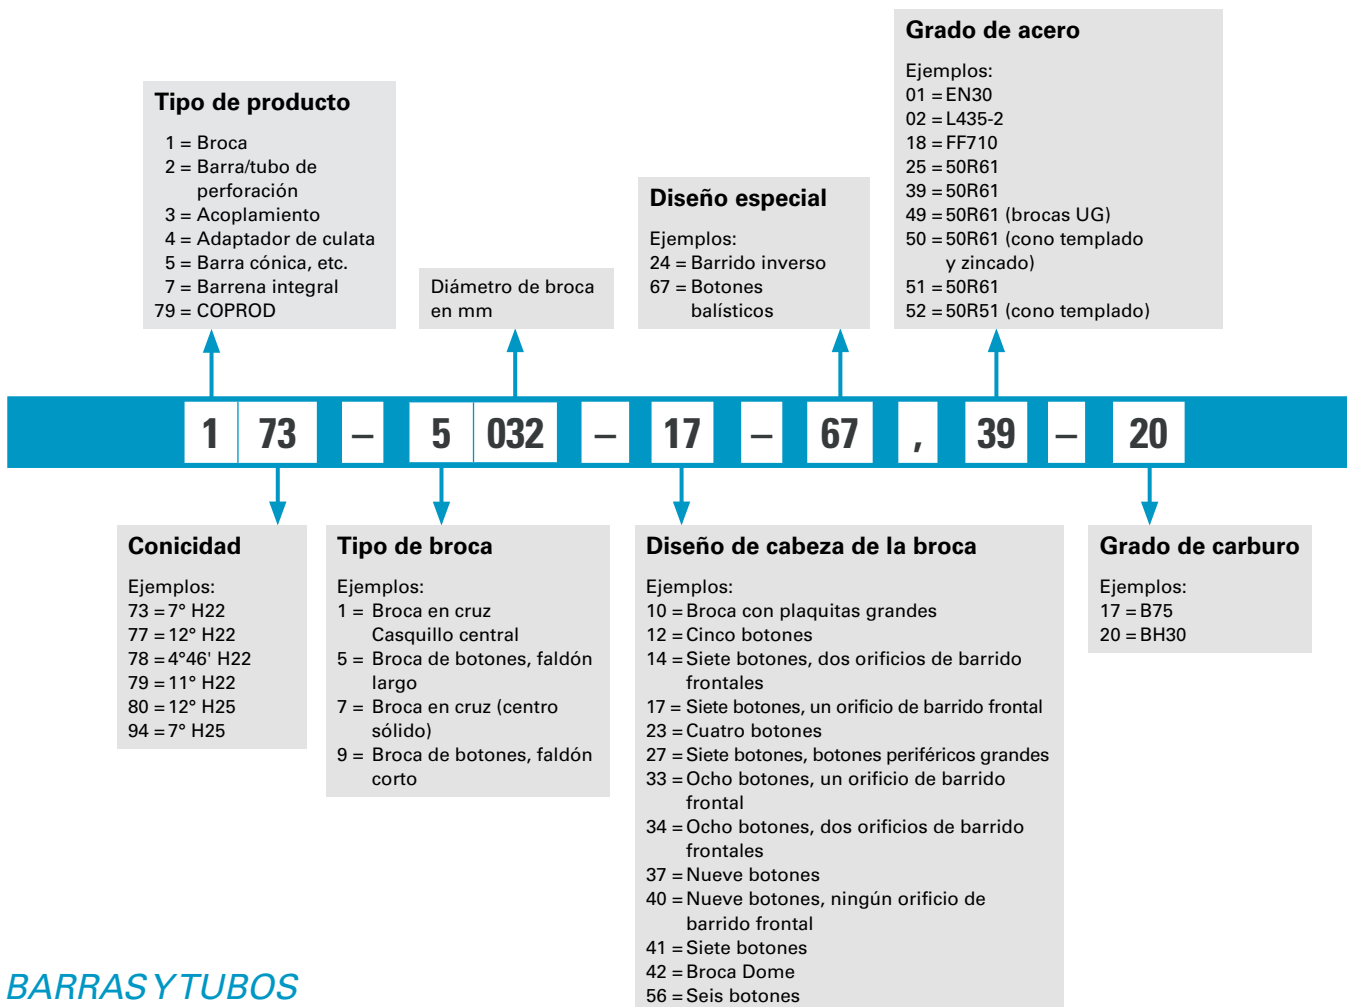 Tipo de producto
1 = Broca
2 = Barra/tubo de
perforación
3 = Acoplamiento
4 = Adaptador de culata
5 = Barra cónica, etc.
7 = Barrena integral
79 = COPROD
Diámetro de broca
en mm
Diseño especial
Ejemplos:
24 = Barrido inverso
67 = Botones
balísticos
Grado de acero
Ejemplos:
01 = EN30
02 = L435-2
18 = FF710
25 = 50R61
39 = 50R61
49 = 50R61 (brocas UG)
50 = 50R61 (cono templado
y zincado)
51 = 50R61
52 = 50R51 (cono templado)
1 73 – 5 032 – 17 – 67 , 39 – 20
Conicidad
Ejemplos:
73 = 7° H22
77 = 12° H22
78 = 4°46' H22
79 = 11° H22
80 = 12° H25
94 = 7° H25
Tipo de broca
Ejemplos:
1 = Broca en cruz
Casquillo central
5 = Broca de botones, faldón
largo
7 = Broca en cruz (centro
sólido)
9 = Broca de botones, faldón
corto
Diseño de cabeza de la broca
Ejemplos:
10 = Broca con plaquitas grandes
12 = Cinco botones
14 = Siete botones, dos orificios de barrido
frontales
17 = Siete botones, un orificio de barrido frontal
23 = Cuatro botones
27 = Siete botones, botones periféricos grandes
33 = Ocho botones, un orificio de barrido
frontal
34 = Ocho botones, dos orificios de barrido
frontales
37 = Nueve botones
40 = Nueve botones, ningún orificio de
barrido frontal
41 = Siete botones
42 = Broca Dome
56 = Seis botones
Grado de carburo
Ejemplos:
17 = B75
20 = BH30
BARRAS Y TUBOS